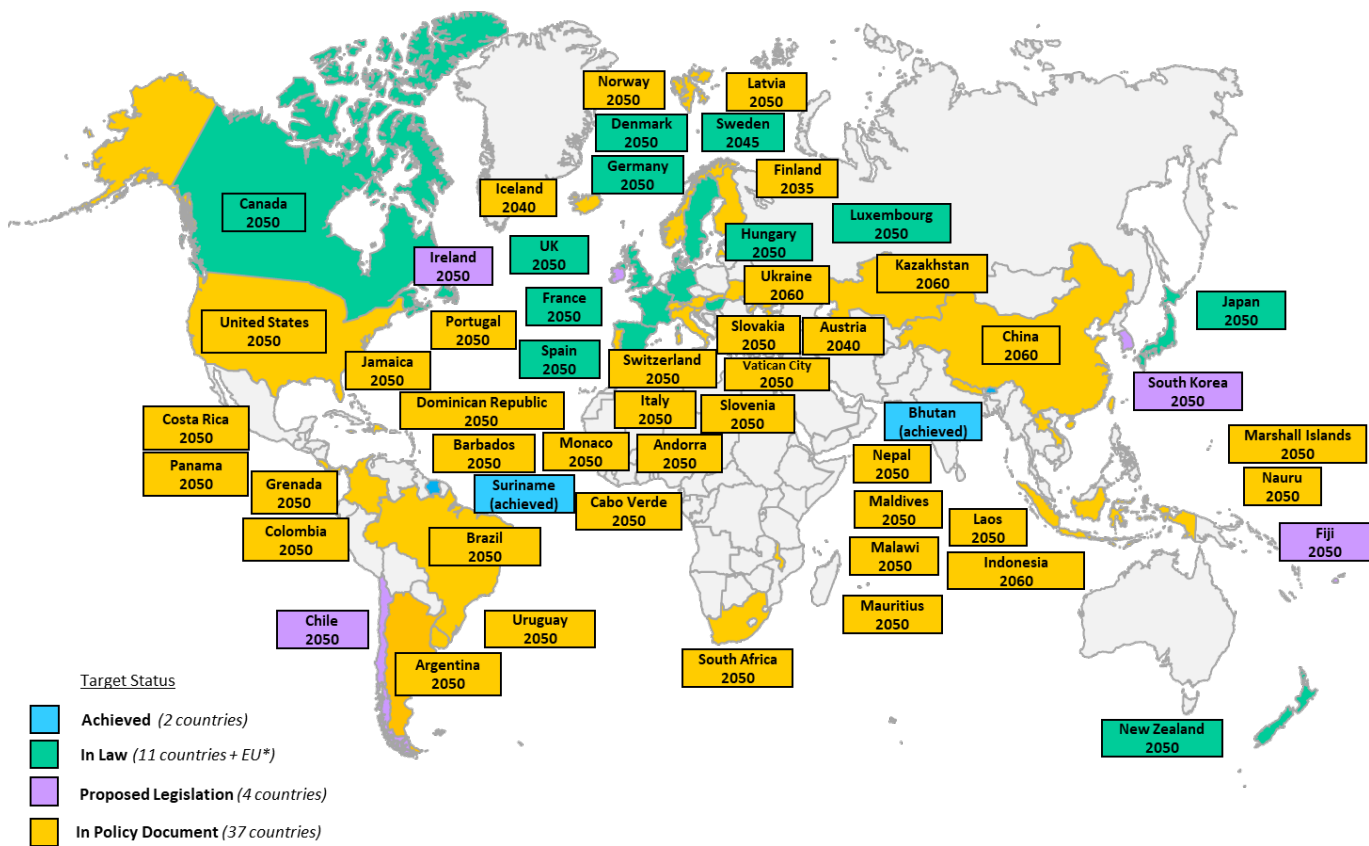 Norway
2050
Latvia
2050
Denmark
2050
Sweden
2045
Germany
2050
Finland
2035
Iceland
2040
Canada
2050
Luxembourg
2050
Hungary
2050
UK
2050
Ireland
2050
Ukraine
2060
Kazakhstan
2060
France
2050
Japan
2050
United States
2050
Portugal
2050
Slovakia
2050
Austria
2040
China
2060
Jamaica
2050
Spain
2050
Switzerland
2050
Vatican City
2050
South Korea
2050
Dominican Republic
2050
Italy
2050
Slovenia
2050
Bhutan
(achieved)
Costa Rica
2050
Barbados
2050
Monaco
2050
Andorra
2050
Marshall Islands
2050
Panama
2050
Nepal
2050
Grenada
2050
Suriname
(achieved)
Nauru
2050
Cabo Verde
2050
Maldives
2050
Colombia
2050
Brazil
2050
Laos
2050
Fiji
2050
Malawi
2050
Indonesia
2060
Mauritius
2050
Chile
2050
Uruguay
2050
South Africa
2050
Argentina
2050
New Zealand
2050
Target Status
Achieved (2 countries)
In Law (11 countries + EU*)
Proposed Legislation (4 countries)
In Policy Document (37 countries)